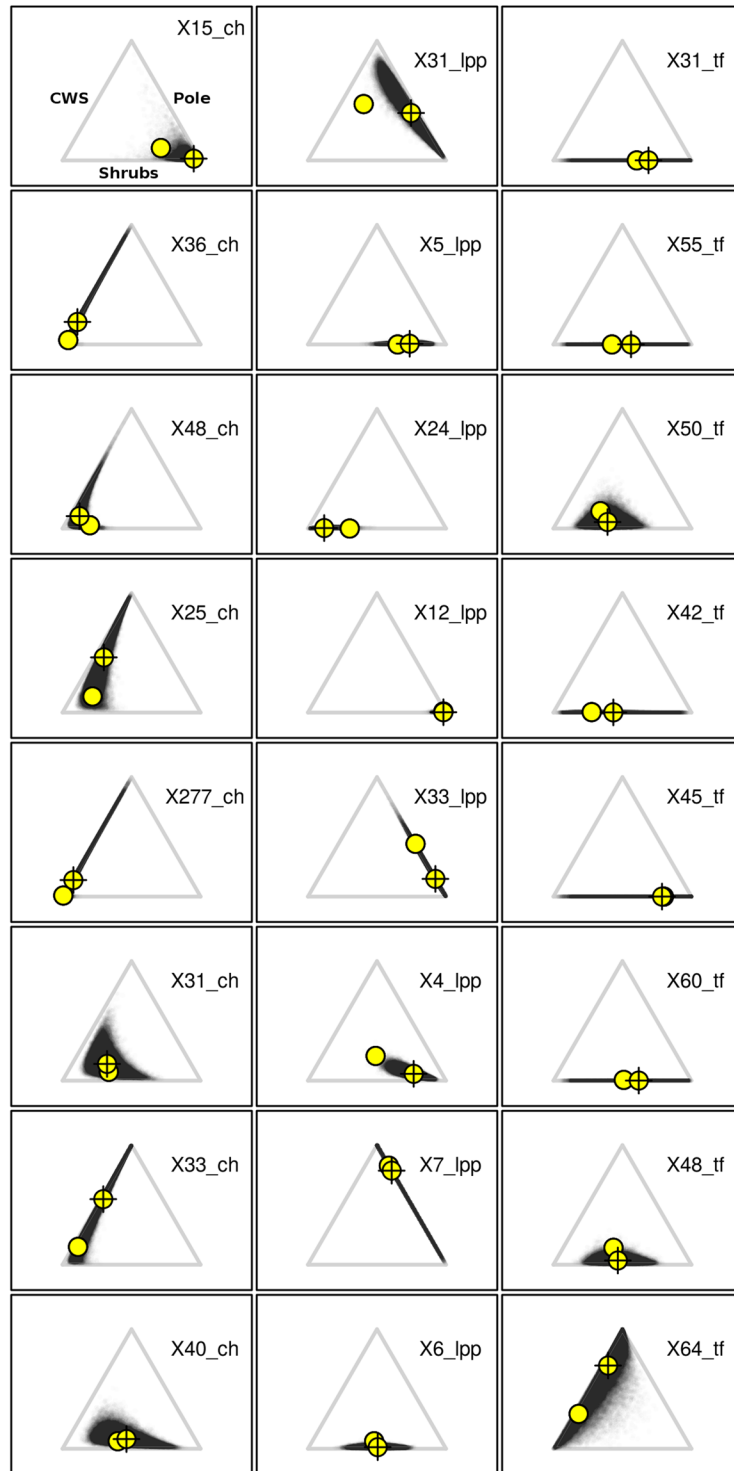 X15_ch
CWS
Pole
Shrubs
X31_lpp
X31_tf
X36_ch
X5_lpp
X55_tf
X48_ch
X24_lpp
X50_tf
X25_ch
X12_lpp
X42_tf
X277_ch
X33_lpp
X45_tf
X31_ch
X4_lpp
X60_tf
X33_ch
X7_lpp
X48_tf
X40_ch
X6_lpp
X64_tf